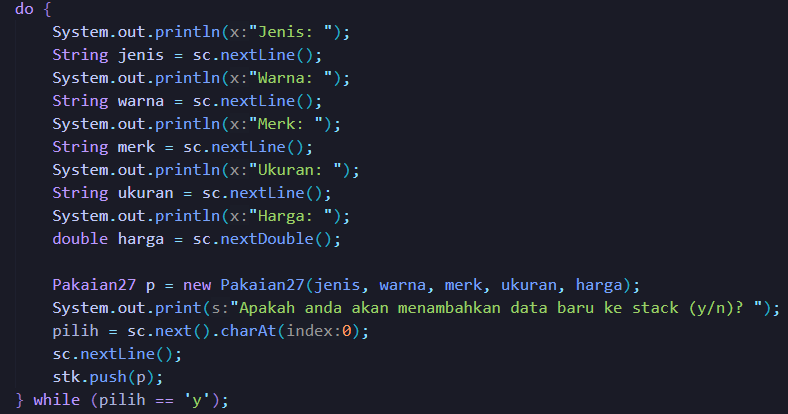 do {
    System.out.println(x:"Jenis: ");
    String jenis = sc.nextLine();
    System.out.println(x:"Warna: ");
    String warna = sc.nextLine();
    System.out.println(x:"Merk: ");
    String merk = sc.nextLine();
    System.out.println(x:"Ukuran: ");
    String ukuran = sc.nextLine();
    System.out.println(x:"Harga: ");
    double harga = sc.nextDouble();

    Pakaian27 p = new Pakaian27(jenis, warna, merk, ukuran, harga);
    System.out.print(s:"Apakah anda akan menambahkan data baru ke stack (y/n)? ");
    pilih = sc.next().charAt(index:0);
    sc.nextLine();
    stk.push(p);
} while (pilih == 'y');